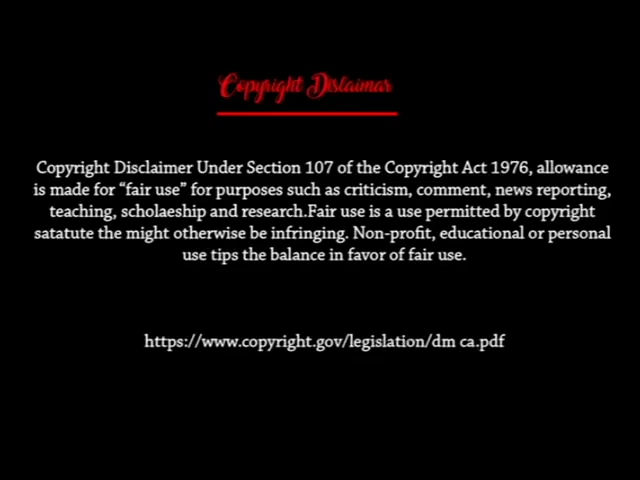 Copyright Dislaimar
Copyright Disclaimer Under Section 107 of the Copyright Act 1976, allowance
is made for “fair use” for purposes such as criticism, comment, news reporting,
teaching, scholaeship and research.Fair use is a use permitted by copyright
satatute the might otherwise be infringing. Non-profit, educational or personal
use tips the balance in favor of fair use.
https://www.copyright.gov/legislation/dm ca.pdf